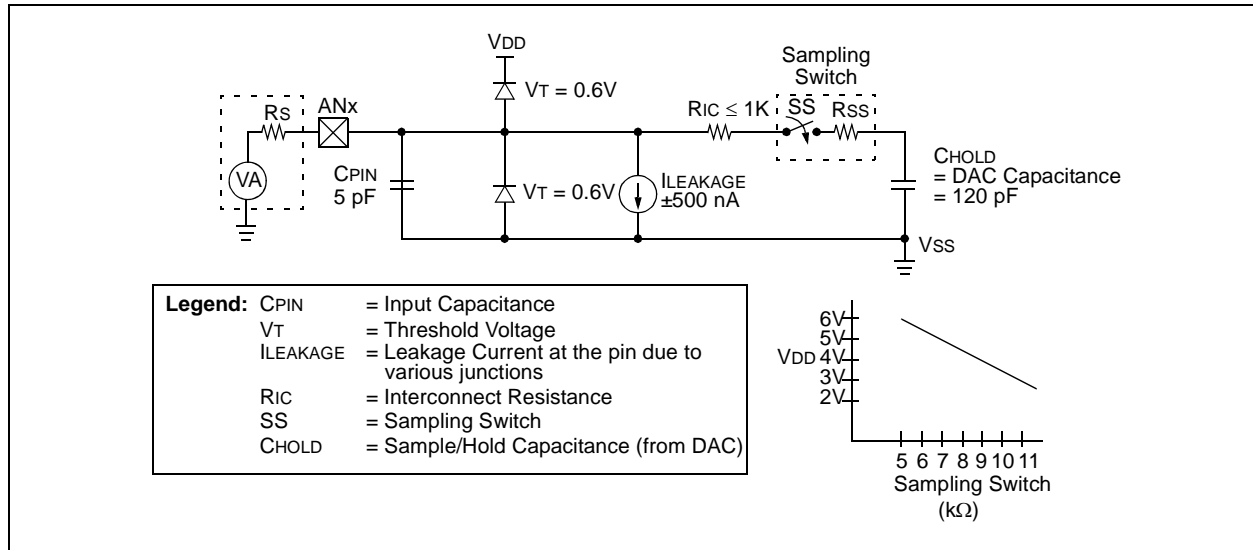 VDD
Sampling
Switch
VT = 0.6V
RS
ANx
RIC ≤ 1K
SS
RSS
VA
CPIN
5 pF
VT = 0.6V
ILEAKAGE
±500 nA
CHOLD
= DAC Capacitance
= 120 pF
VSS
Legend: CPIN = Input Capacitance
VT = Threshold Voltage
ILEAKAGE = Leakage Current at the pin due to
various junctions
RIC = Interconnect Resistance
SS = Sampling Switch
CHOLD = Sample/Hold Capacitance (from DAC)
6V
5V
VDD 4V
3V
2V
5 6 7 8 9 10 11
Sampling Switch
(kΩ)